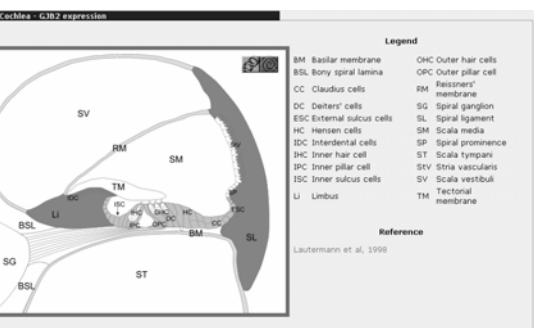 Cochlea - GJB2 expression
Legend
BM Basilar membrane OHC Outer hair cells
BSL Bony spiral lamina OPC Outer pillar cell
CC Claudius cells RM Reissners' membrane
DC Deiters' cells SG Spiral ganglion
ESC External sulcus cells SL Spiral ligament
HC Hensen cells SM Scala media
IDC Interdental cells SP Spiral prominence
IHC Inner hair cell ST Scala tympani
IPC Inner pillar cell StV Stria vascularis
ISC Inner sulcus cells SV Scala vestibuli
Li Limbus TM Tectorial membrane
Reference
Lautermann et al, 1998
SV
RM
SM
StV
TM
SP
IDC
ISC
Li
IHC
OHC
HC
DC
ESC
CC
BSL
IPC
OPC
BM
SL
SG
ST
BSL